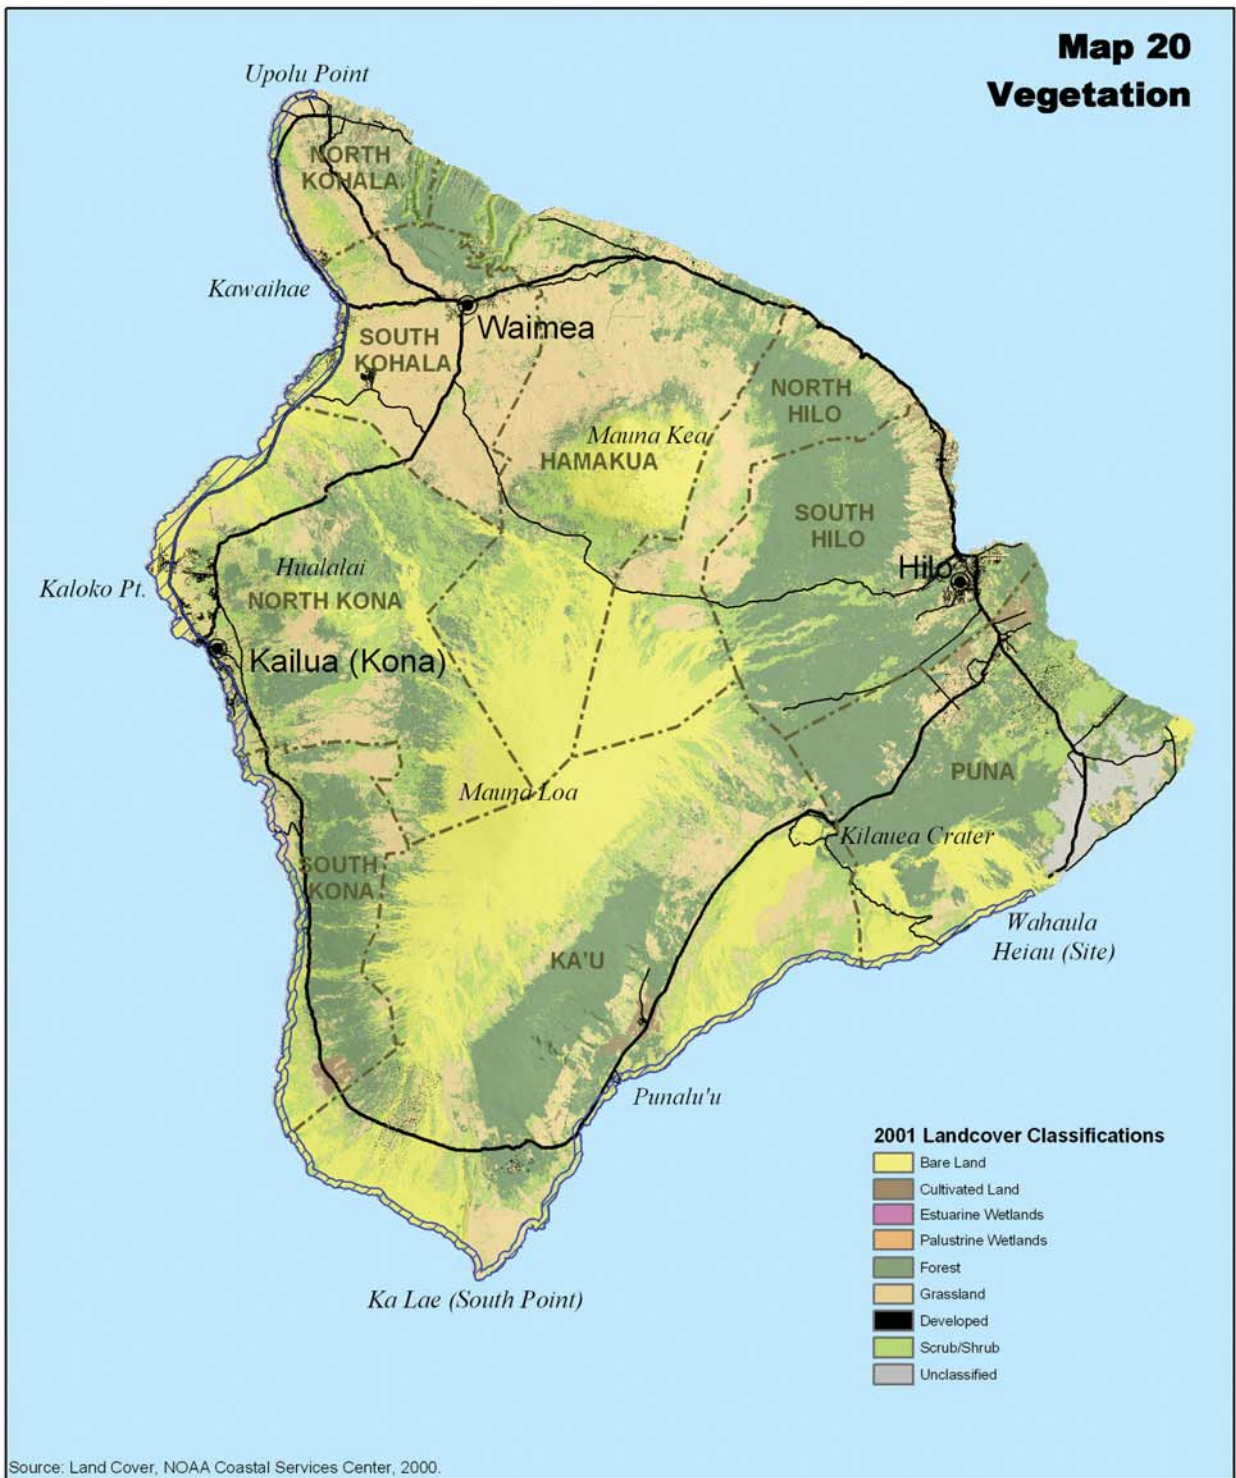 Map 20
Vegetation
Upolu Point
NORTH
KOHALA
Kawaihae
Waimea
SOUTH
KOHALA
NORTH
HILO
Mauna Kea
HAMAKUA
SOUTH
HILO
Hilo
Hualalai
Kaloko Pt.
NORTH KONA
Kailua (Kona)
PUNA
Mauna Loa
Kilauea Crater
SOUTH
KONA
Wahaula
Heiau (Site)
KA'U
Punalu'u
Ka Lae (South Point)
2001 Landcover Classifications
Bare Land
Cultivated Land
Estuarine Wetlands
Palustrine Wetlands
Forest
Grassland
Developed
Scrub/Shrub
Unclassified
Source: Land Cover, NOAA Coastal Services Center, 2000.